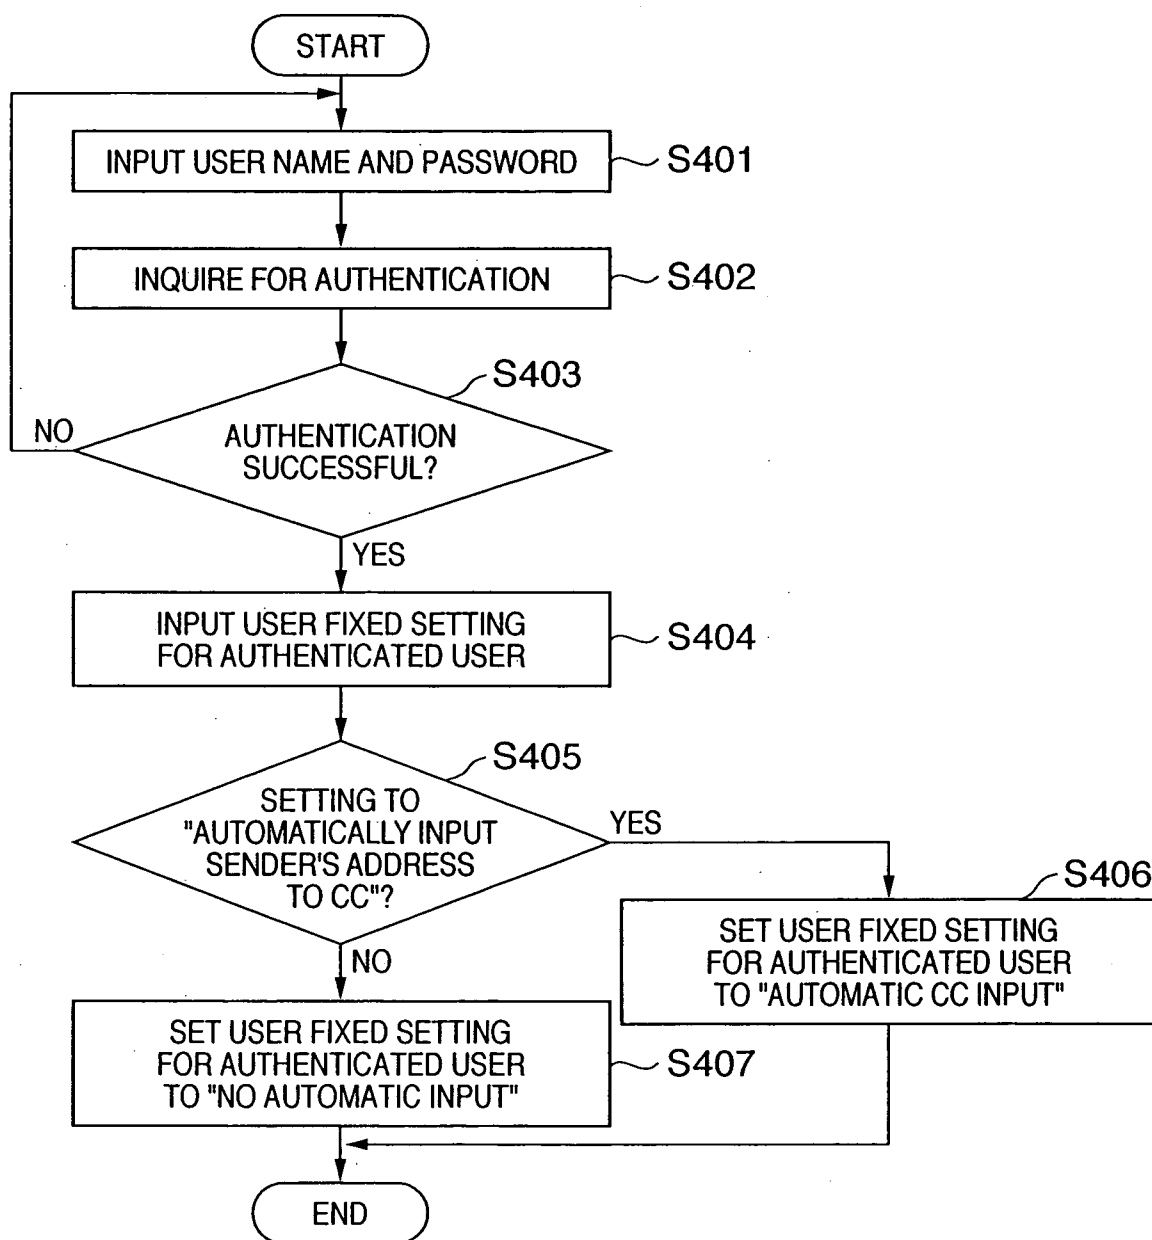 START
INPUT USER NAME AND PASSWORD
S401
INQUIRE FOR AUTHENTICATION
S402
S403
AUTHENTICATION
SUCCESSFUL?
NO
YES
INPUT USER FIXED SETTING
FOR AUTHENTICATED USER
S404
S405
SETTING TO
"AUTOMATICALLY INPUT
SENDER'S ADDRESS
TO CC"?
YES
NO
S406
SET USER FIXED SETTING
FOR AUTHENTICATED USER
TO "AUTOMATIC CC INPUT"
SET USER FIXED SETTING
FOR AUTHENTICATED USER
TO "NO AUTOMATIC INPUT"
S407
END